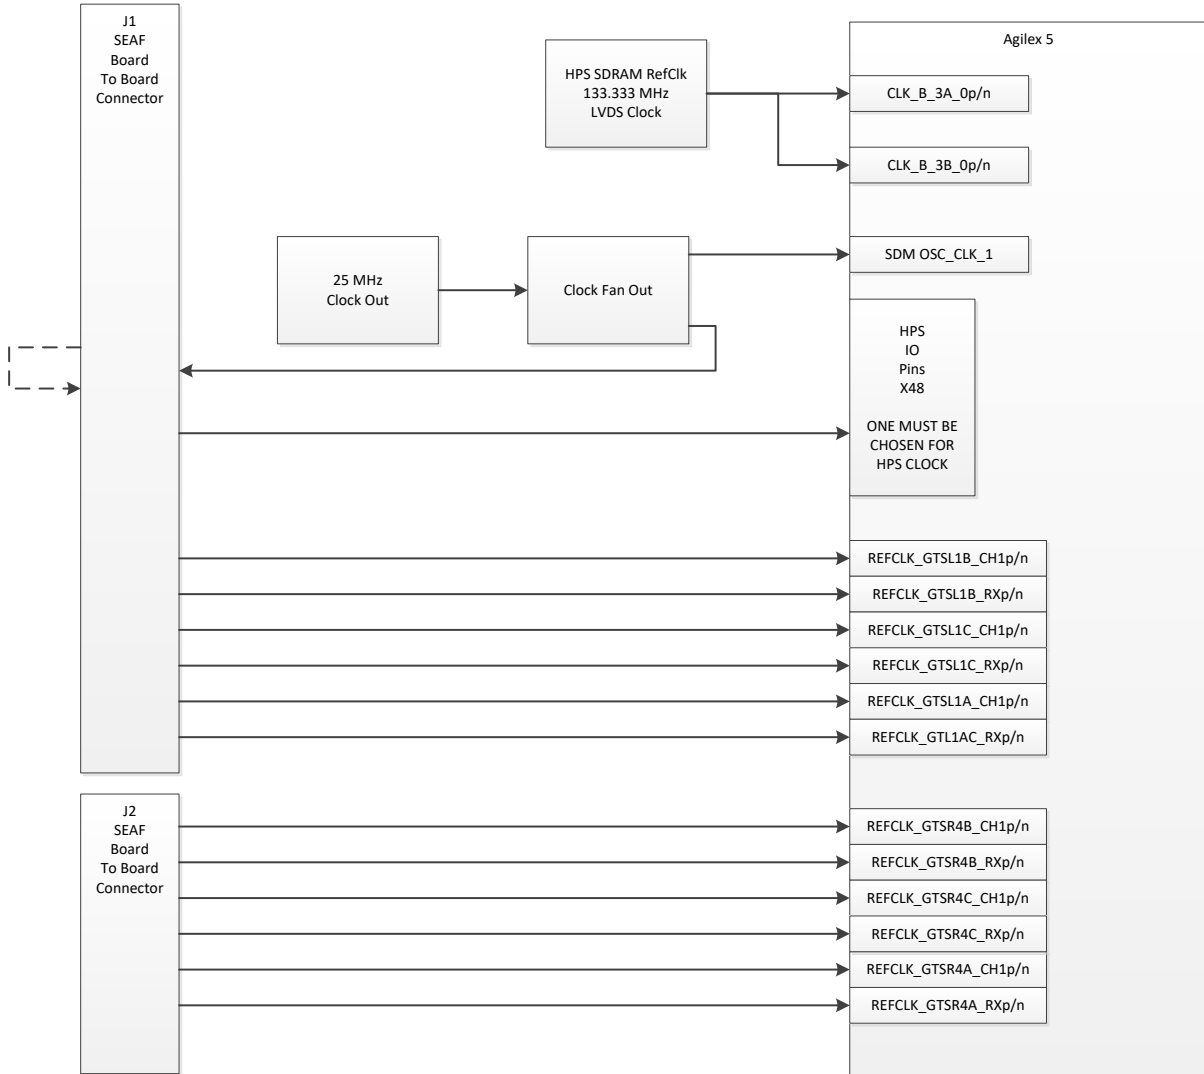 J1
SEAF
Board
To Board
Connector
Agilex 5
HPS SDRAM RefClk
133.333 MHz
LVDS Clock
CLK_B_3A_0p/n
CLK_B_3B_0p/n
25 MHz
Clock Out
Clock Fan Out
SDM OSC_CLK_1
HPS
IO
Pins
X48
ONE MUST BE
CHOSEN FOR
HPS CLOCK
REFCLK_GTSL1B_CH1p/n
REFCLK_GTSL1B_RXp/n
REFCLK_GTSL1C_CH1p/n
REFCLK_GTSL1C_RXp/n
REFCLK_GTSL1A_CH1p/n
REFCLK_GTL1AC_RXp/n
J2
SEAF
Board
To Board
Connector
REFCLK_GTSR4B_CH1p/n
REFCLK_GTSR4B_RXp/n
REFCLK_GTSR4C_CH1p/n
REFCLK_GTSR4C_RXp/n
REFCLK_GTSR4A_CH1p/n
REFCLK_GTSR4A_RXp/n